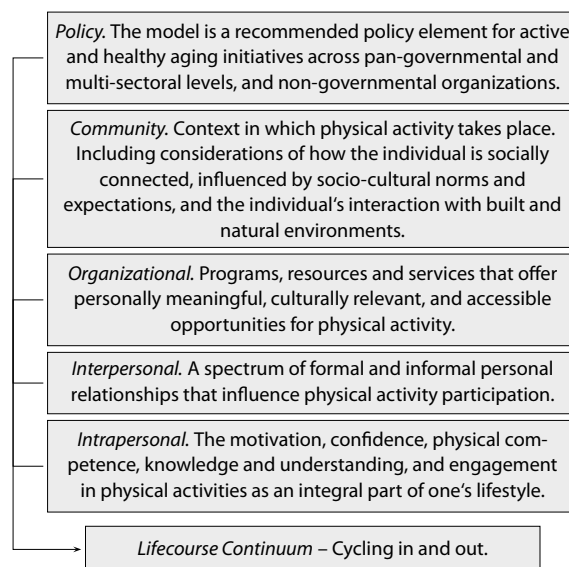 Policy. The model is a recommended policy element for active
and healthy aging initiatives across pan-governmental and
multi-sectoral levels, and non-governmental organizations.
Community. Context in which physical activity takes place.
Including considerations of how the individual is socially
connected, influenced by socio-cultural norms and
expectations, and the individual‘s interaction with built and
natural environments.
Organizational. Programs, resources and services that offer
personally meaningful, culturally relevant, and accessible
opportunities for physical activity.
Interpersonal. A spectrum of formal and informal personal
relationships that influence physical activity participation.
Intrapersonal. The motivation, confidence, physical com-
petence, knowledge and understanding, and engagement
in physical activities as an integral part of one‘s lifestyle.
Lifecourse Continuum – Cycling in and out.